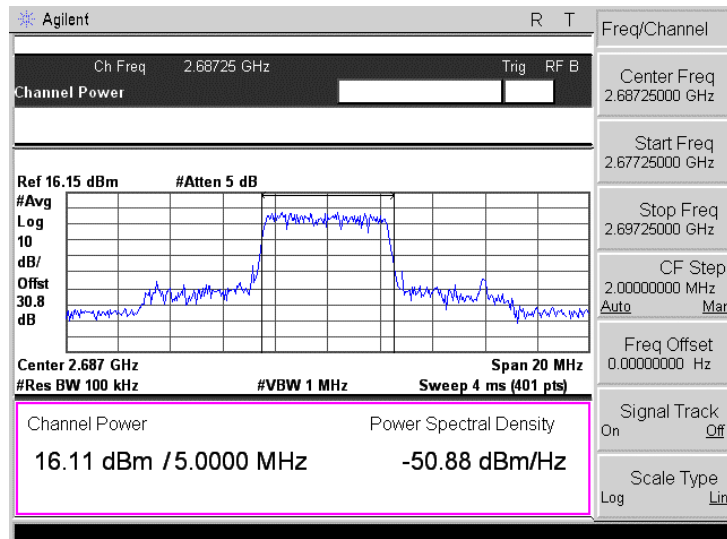 Agilent R T
Ch Freq 2.68725 GHz Trig RF B
Channel Power
Ref 16.15 dBm #Atten 5 dB
#Avg
Log
10
dB/
Offst
30.8
dB
Center 2.687 GHz Span 20 MHz
#Res BW 100 kHz #VBW 1 MHz Sweep 4 ms (401 pts)
Channel Power Power Spectral Density
16.11 dBm / 5.0000 MHz -50.88 dBm/Hz
Freq/Channel
Center Freq
2.68725000 GHz
Start Freq
2.67725000 GHz
Stop Freq
2.69725000 GHz
CF Step
2.00000000 MHz
Auto Man
Freq Offset
0.00000000 Hz
Signal Track
On Off
Scale Type
Log Lin